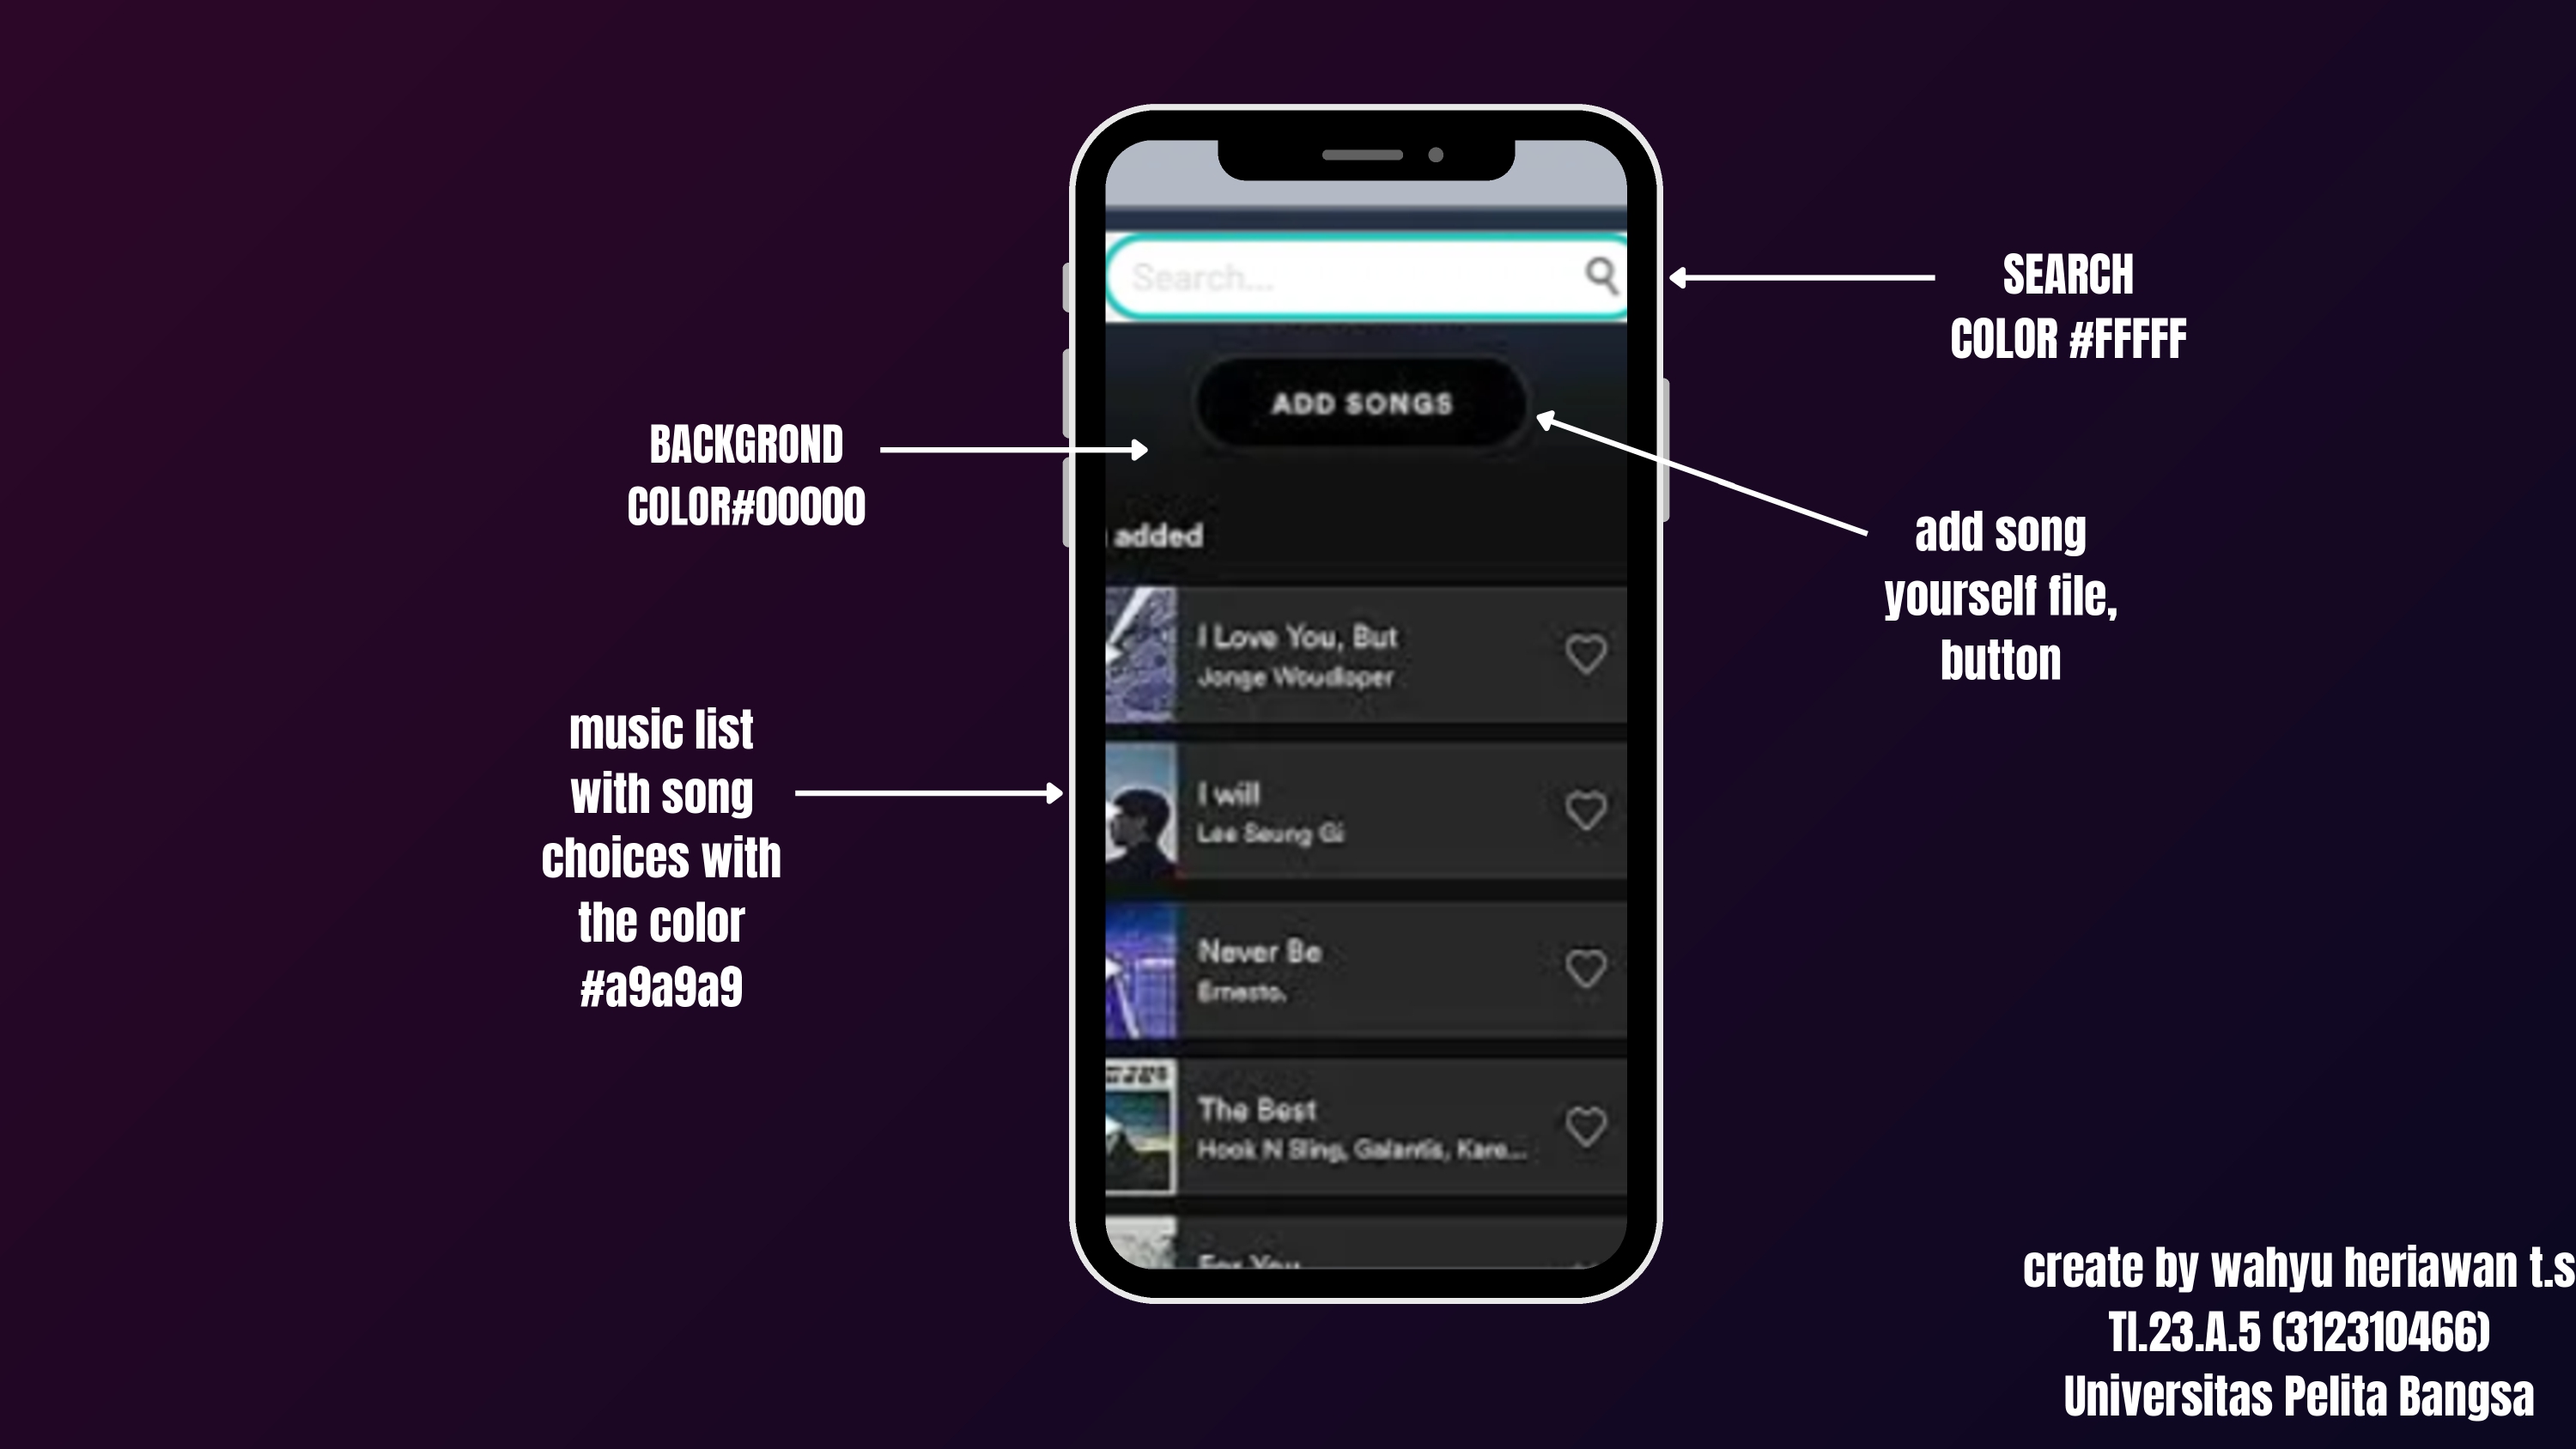 SEARCH
COLOR #FFFFF
Search...
ADD SONGS
BACKGROND
COLOR#00000
add song
yourself file,
button
added
I Love You, But
Jonge Woudloper
music list
with song
choices with
the color
#a9a9a9
I will
Lee Seung Gi
Never Be
Ernesto,
The Best
Hook N Sling, Galantis, Kare...
For You
create by wahyu heriawan t.s
TI.23.A.5 (312310466)
Universitas Pelita Bangsa